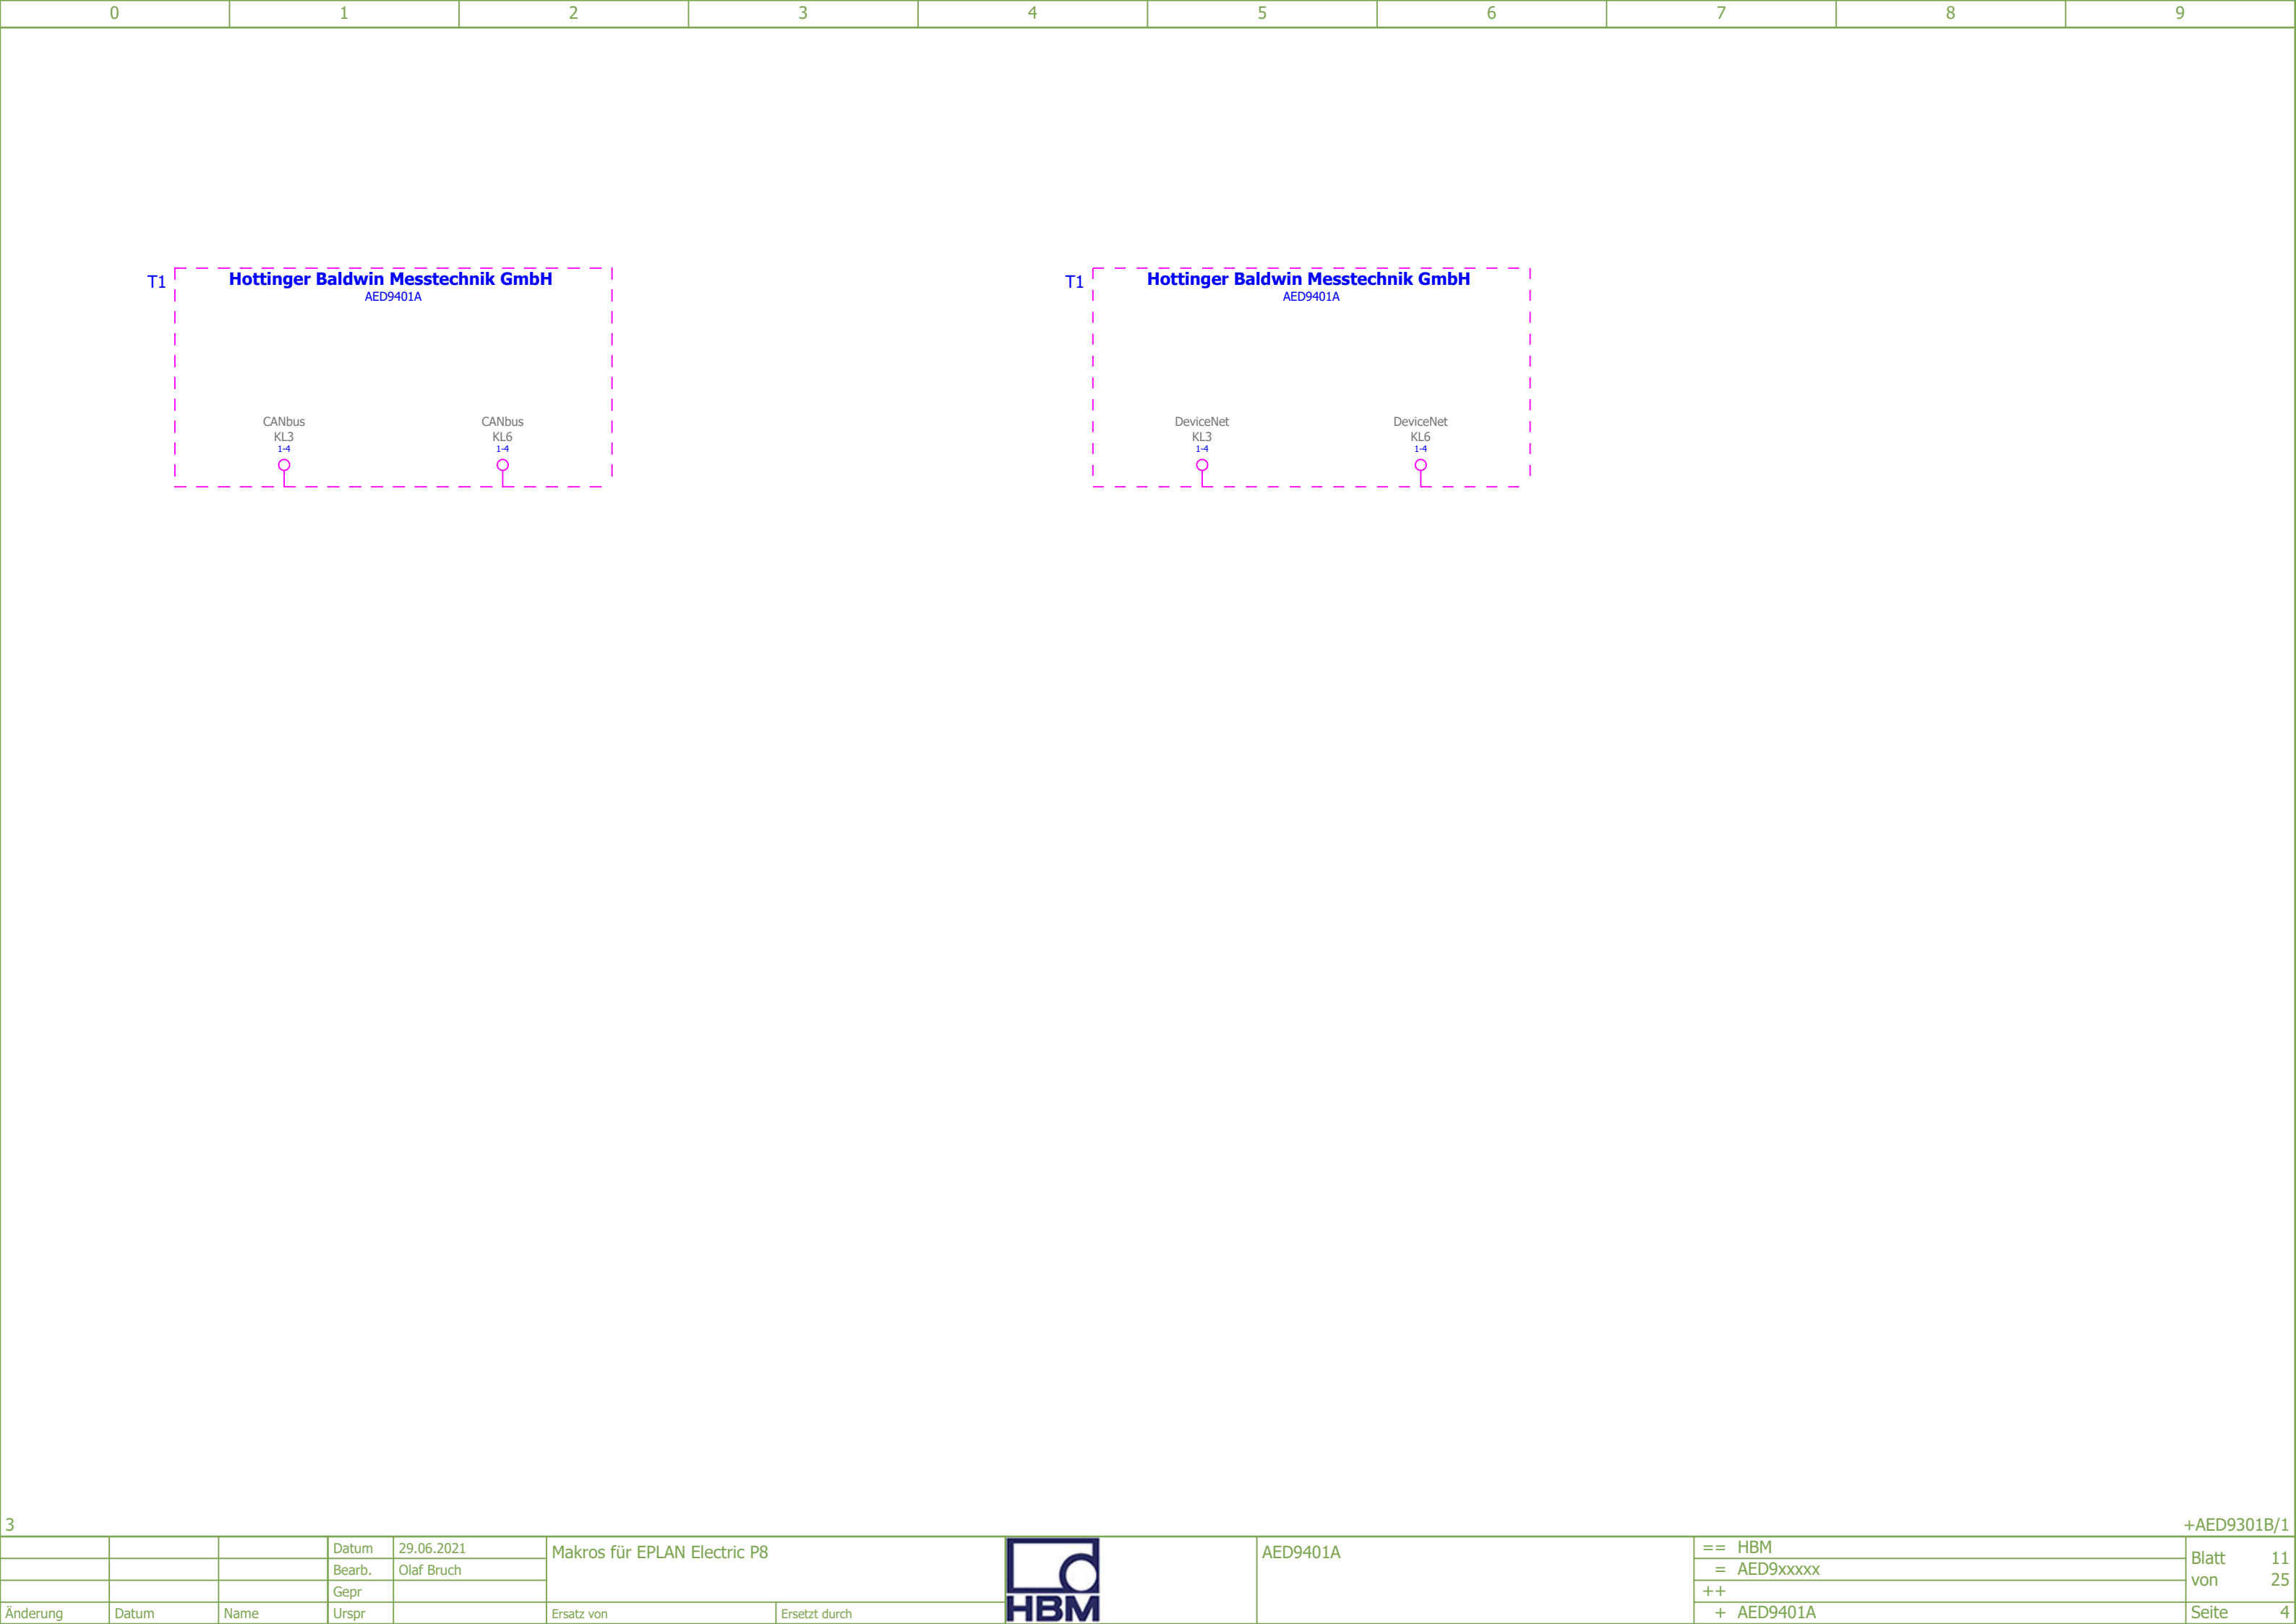 0 1 2 3 4 5 6 7 8 9
T1 Hottinger Baldwin Messtechnik GmbH
AED9401A
CANbus CANbus
KL3 KL6
1-4 1-4
T1 Hottinger Baldwin Messtechnik GmbH
AED9401A
DeviceNet DeviceNet
KL3 KL6
1-4 1-4
3 +AED9301B/1
Datum 29.06.2021
Bearb. Olaf Bruch
Gepr
Änderung Datum Name Urspr
Makros für EPLAN Electric P8
Ersatz von Ersetzt durch
HBM
AED9401A
== HBM
= AED9xxxxx
++
+ AED9401A
Blatt 11
von 25
Seite 4